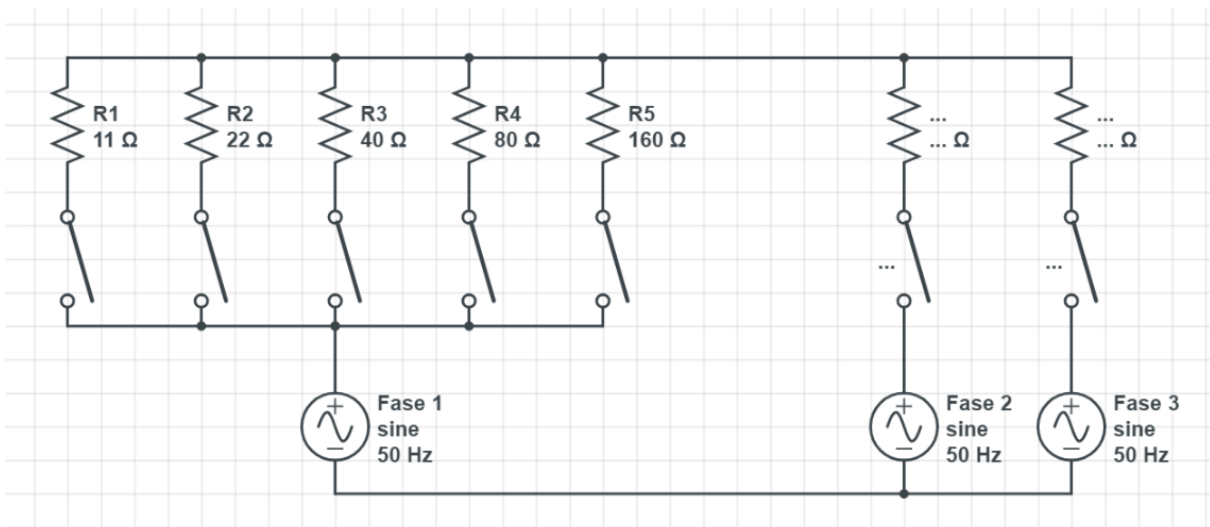 R1
11 Ω
R2
22 Ω
R3
40 Ω
R4
80 Ω
R5
160 Ω
...
... Ω
...
... Ω
...
...
Fase 1
sine
50 Hz
Fase 2
sine
50 Hz
Fase 3
sine
50 Hz